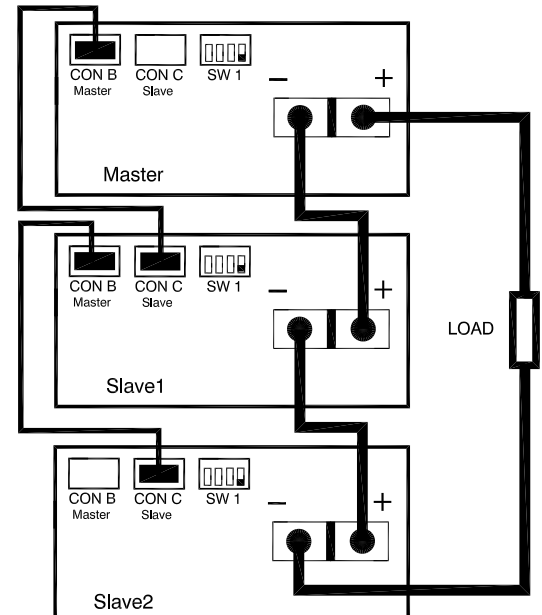 CON B CON C SW 1
Master Slave
− +
Master
CON B CON C SW 1
Master Slave
− +
LOAD
Slave1
CON B CON C SW 1
Master Slave
− +
Slave2